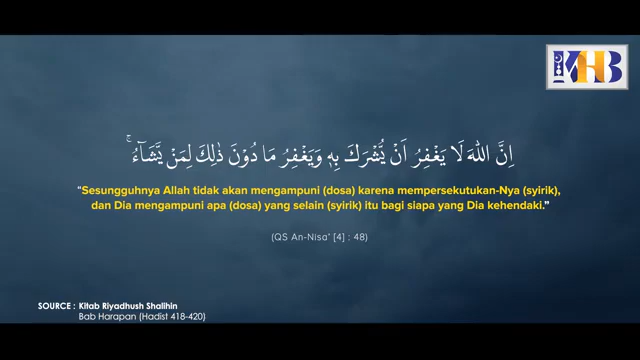 KHB
اِنَّ اللّٰهَ لَا يَغْفِرُ اَنْ يُّشْرَكَ بِهٖ وَيَغْفِرُ مَا دُوْنَ ذٰلِكَ لِمَنْ يَّشَاۤءُ ۚ
“Sesungguhnya Allah tidak akan mengampuni (dosa) karena mempersekutukan-Nya (syirik),
dan Dia mengampuni apa (dosa) yang selain (syirik) itu bagi siapa yang Dia kehendaki.”
(QS An-Nisa' [4] : 48)
SOURCE : Kitab Riyadhush Shalihin
Bab Harapan (Hadist 418-420)